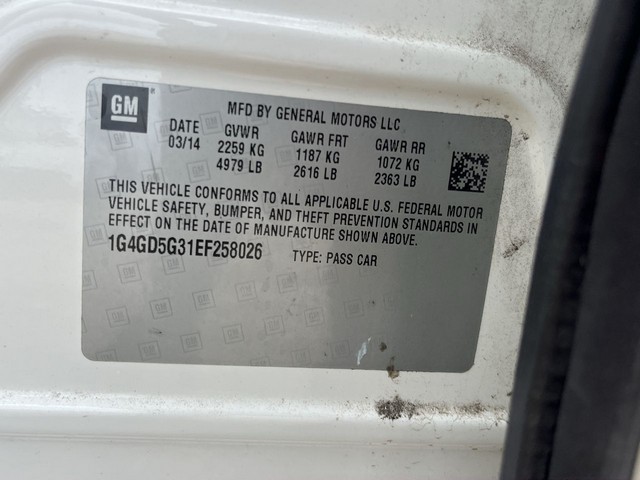 GM
MFD BY GENERAL MOTORS LLC
DATE GVWR GAWR FRT GAWR RR
03/14 2259 KG 1187 KG 1072 KG
4979 LB 2616 LB 2363 LB
THIS VEHICLE CONFORMS TO ALL APPLICABLE U.S. FEDERAL MOTOR
VEHICLE SAFETY, BUMPER, AND THEFT PREVENTION STANDARDS IN
EFFECT ON THE DATE OF MANUFACTURE SHOWN ABOVE.
1G4GD5G31EF258026 TYPE: PASS CAR